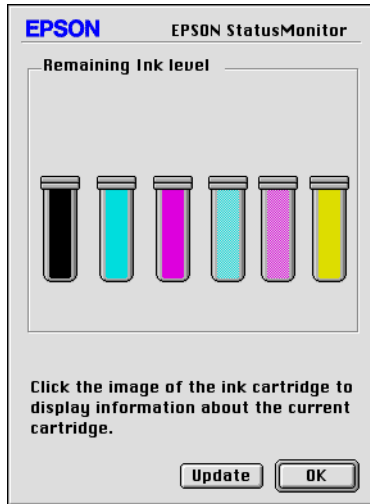 EPSON
EPSON StatusMonitor
Remaining Ink level
Click the image of the ink cartridge to
display information about the current
cartridge.
Update
OK